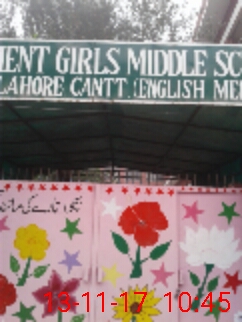 MENT GIRLS MIDDLE SC
LAHORE CANTT. (ENGLISH ME
13-11-17 10:45